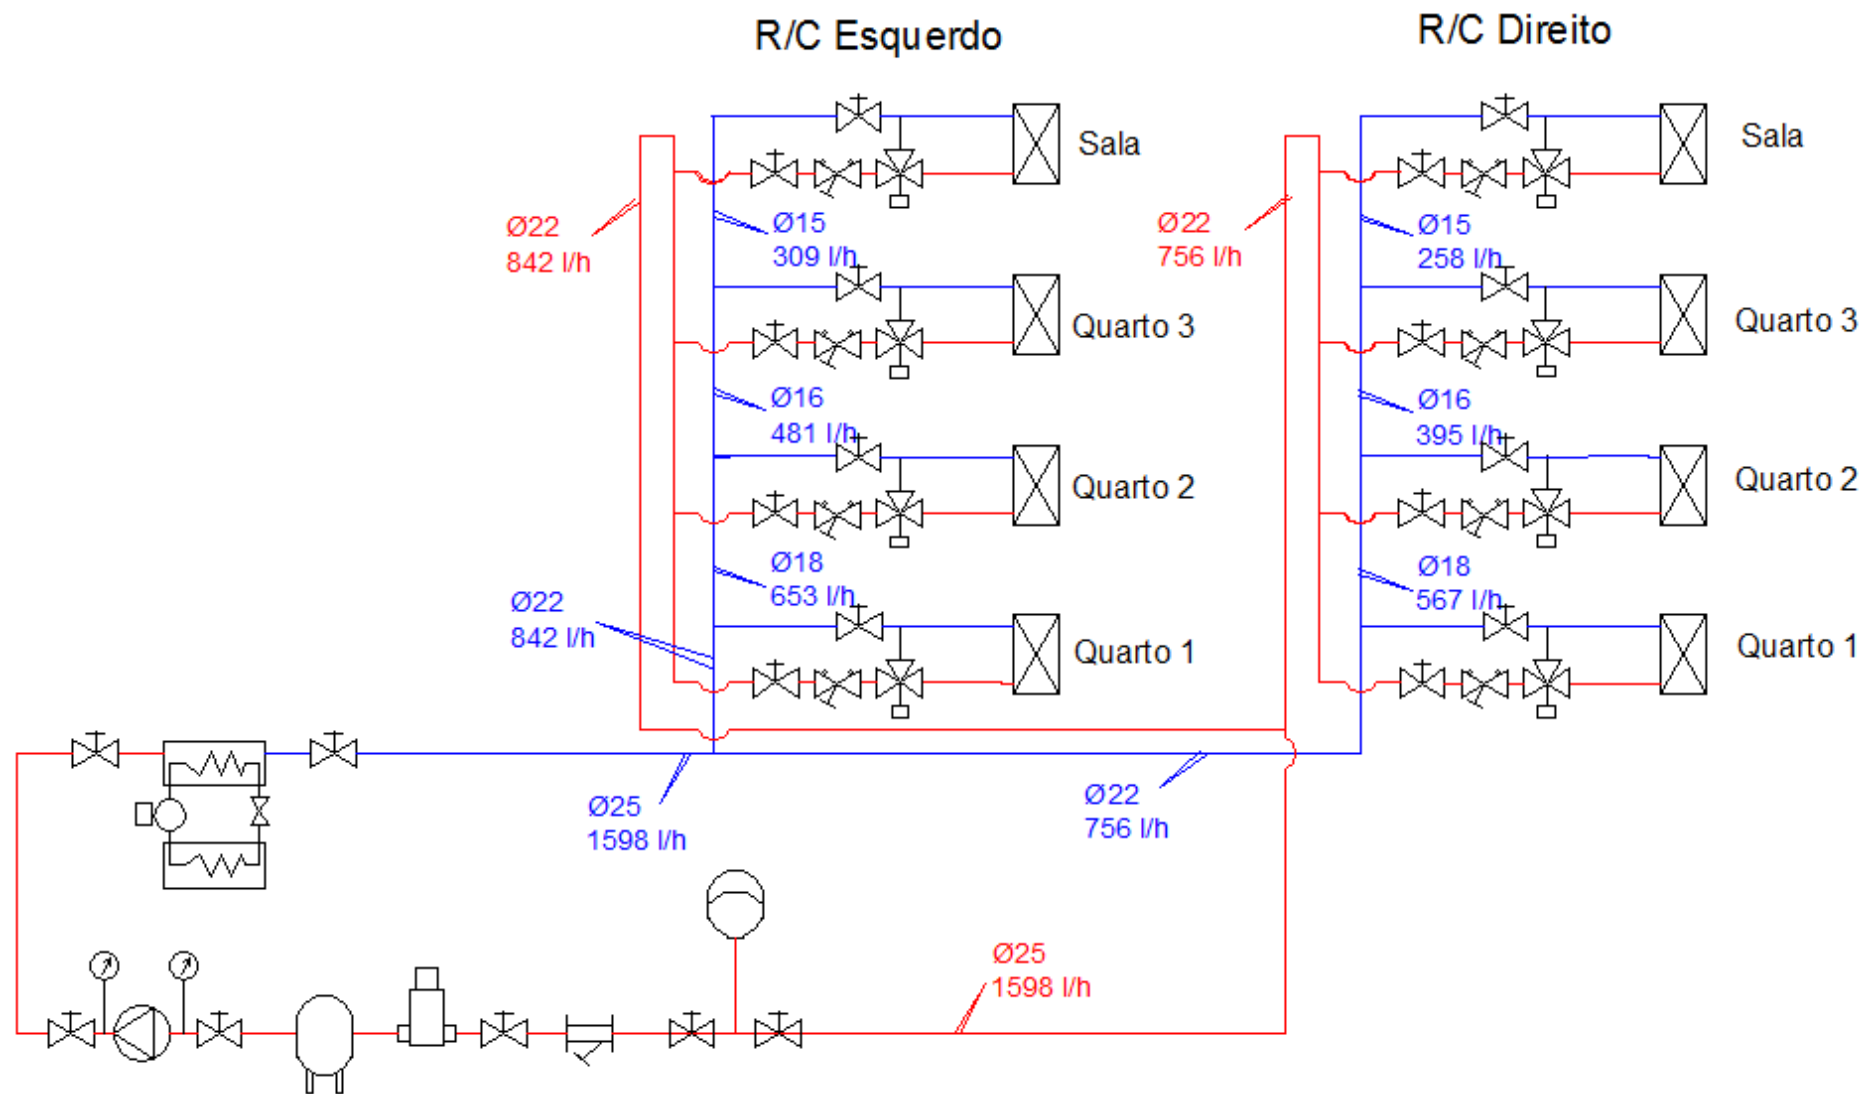 R/C Esquerdo
R/C Direito
Sala
Sala
Ø22
842 l/h
Ø15
309 l/h
Ø22
756 l/h
Ø15
258 l/h
Quarto 3
Quarto 3
Ø16
481 l/h
Ø16
395 l/h
Quarto 2
Quarto 2
Ø18
653 l/h
Ø18
567 l/h
Ø22
842 l/h
Quarto 1
Quarto 1
Ø25
1598 l/h
Ø22
756 l/h
Ø25
1598 l/h